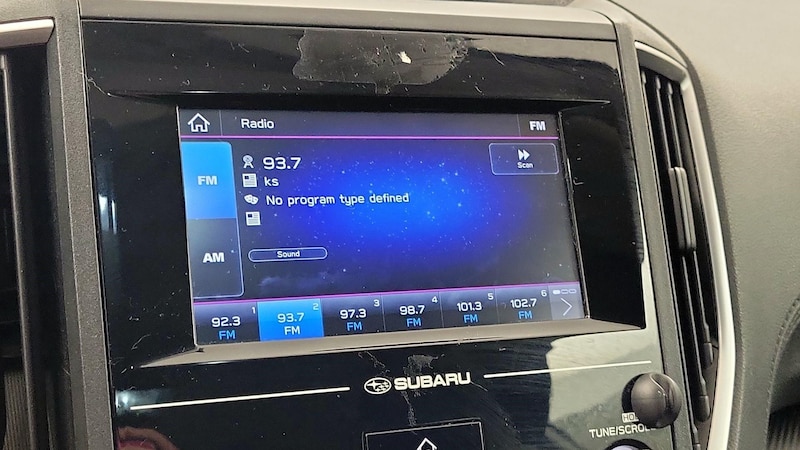 Radio
FM
FM
93.7
Scan
ks
No program type defined
AM
Sound
1 2 3 4 5 6
92.3 93.7 97.3 98.7 101.3 102.7
FM FM FM FM FM FM
SUBARU
TUNE/SCROLL